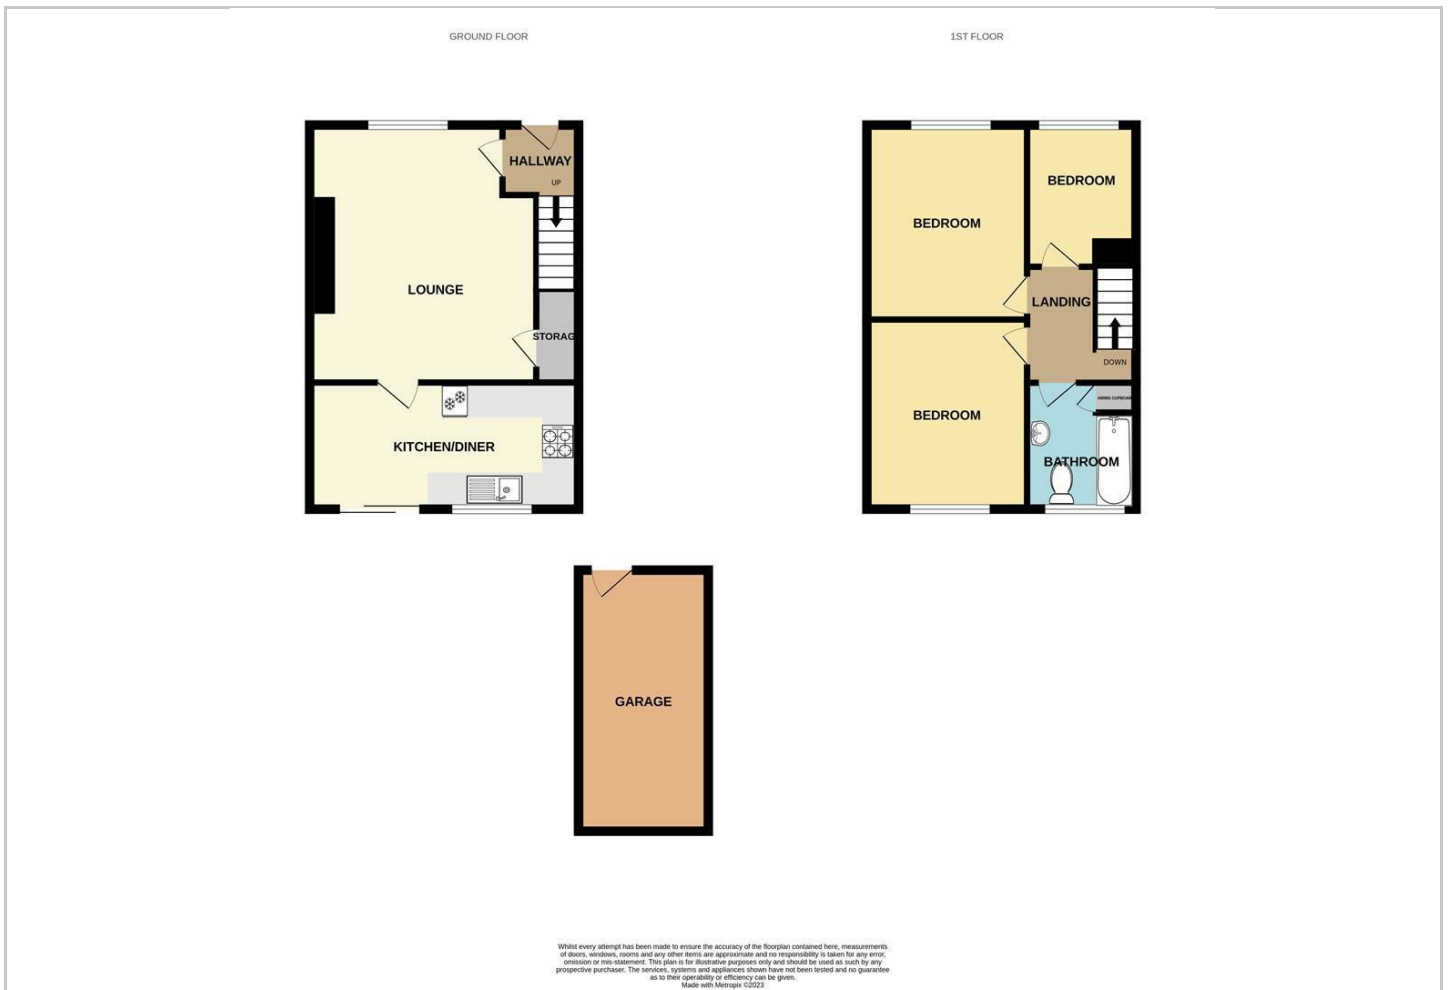 GROUND FLOOR
1ST FLOOR
HALLWAY
UP
LOUNGE
STORAG
KITCHEN/DINER
BEDROOM
BEDROOM
LANDING
DOWN
BEDROOM
AIRING CUPBOARD
BATHROOM
GARAGE
Whilst every attempt has been made to ensure the accuracy of the floorplan contained here, measurements
of doors, windows, rooms and any other items are approximate and no responsibility is taken for any error,
omission or mis-statement. This plan is for illustrative purposes only and should be used as such by any
prospective purchaser. The services, systems and appliances shown have not been tested and no guarantee
as to their operability or efficiency can be given.
Made with Metropix ©2023